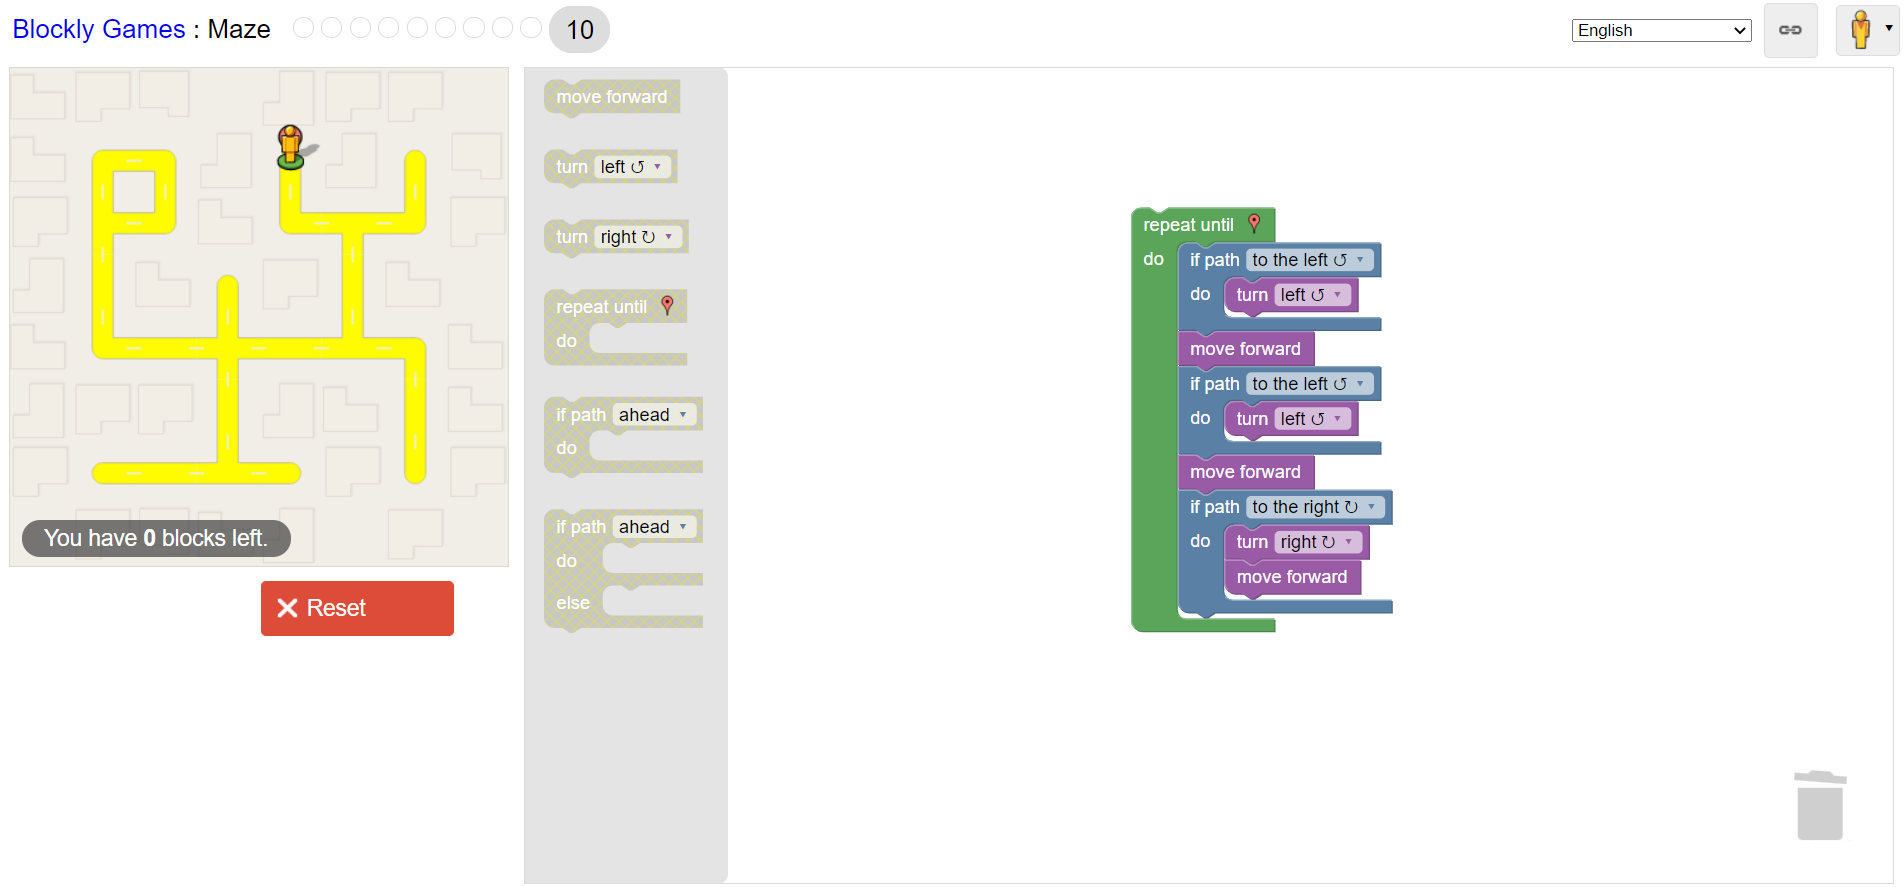 Blockly Games : Maze 10
English
move forward
turn left ↺ ▾
turn right ↻ ▾
repeat until
do
if path ahead ▾
do
if path ahead ▾
do
else
repeat until
do if path to the left ↺ ▾
do turn left ↺ ▾
move forward
if path to the left ↺ ▾
do turn left ↺ ▾
move forward
if path to the right ↻ ▾
do turn right ↻ ▾
move forward
You have 0 blocks left.
Reset